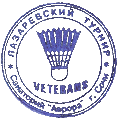 ЛАЗАРЕВСКИЙ ТУРНИР
VETERANS
Санаторий "Аврора" г. Сочи